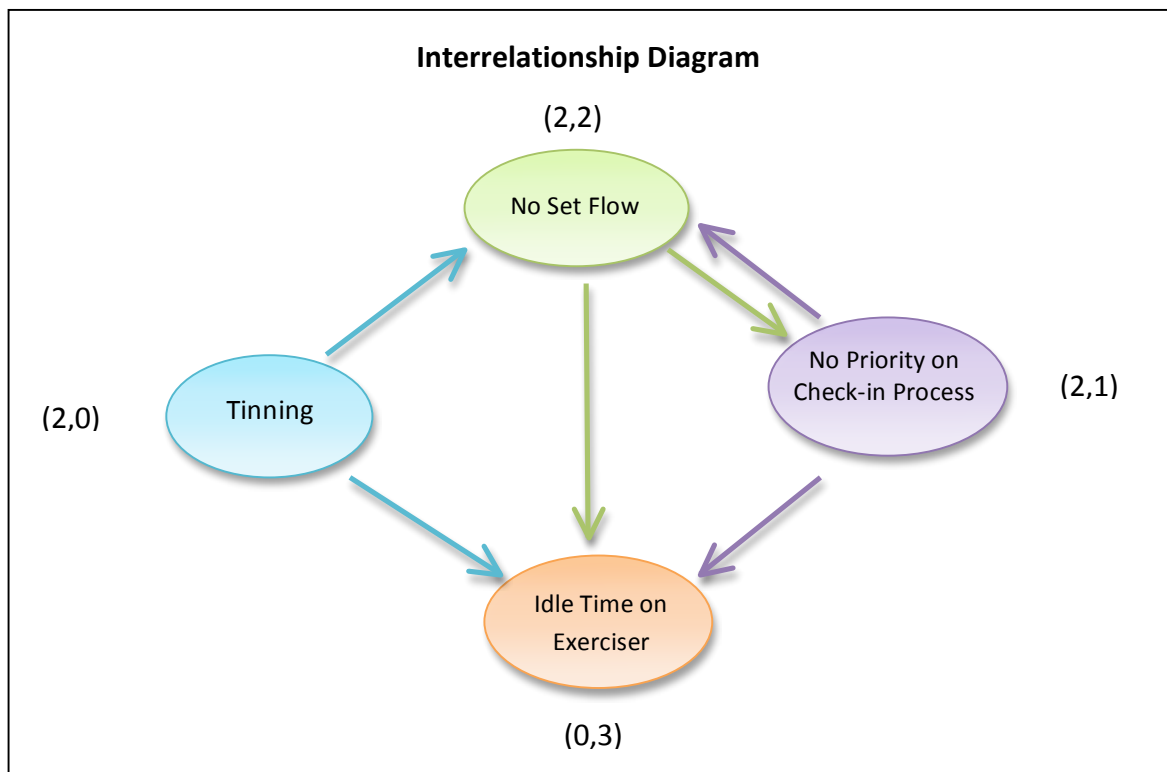 Interrelationship Diagram
(2,2)
No Set Flow
No Priority on
Check-in Process
(2,1)
Tinning
(2,0)
Idle Time on
Exerciser
(0,3)